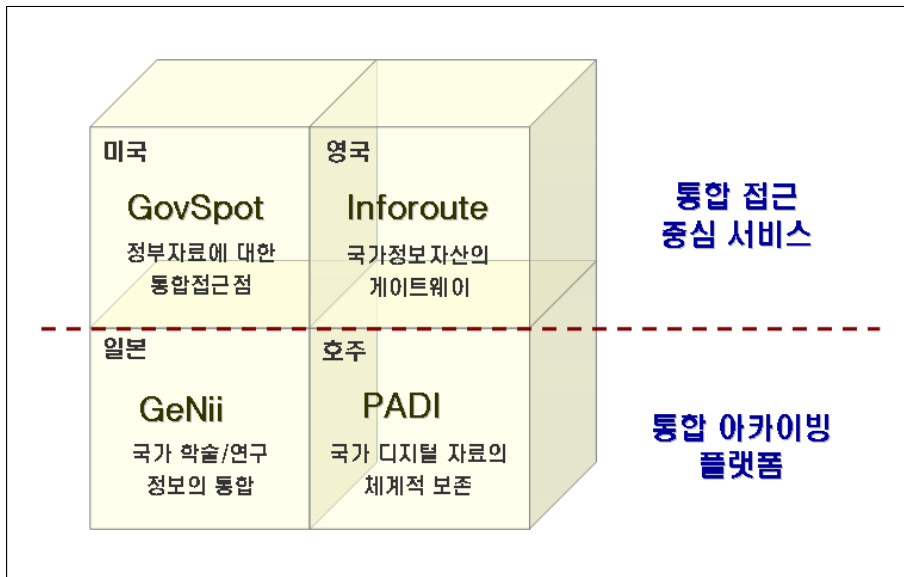 미국
GovSpot
정부자료에 대한
통합접근점
영국
Inforoute
국가정보자산의
게이트웨이
통합 접근
중심 서비스
일본
GeNii
국가 학술/연구
정보의 통합
호주
PADI
국가 디지털 자료의
체계적 보존
통합 아카이빙
플랫폼